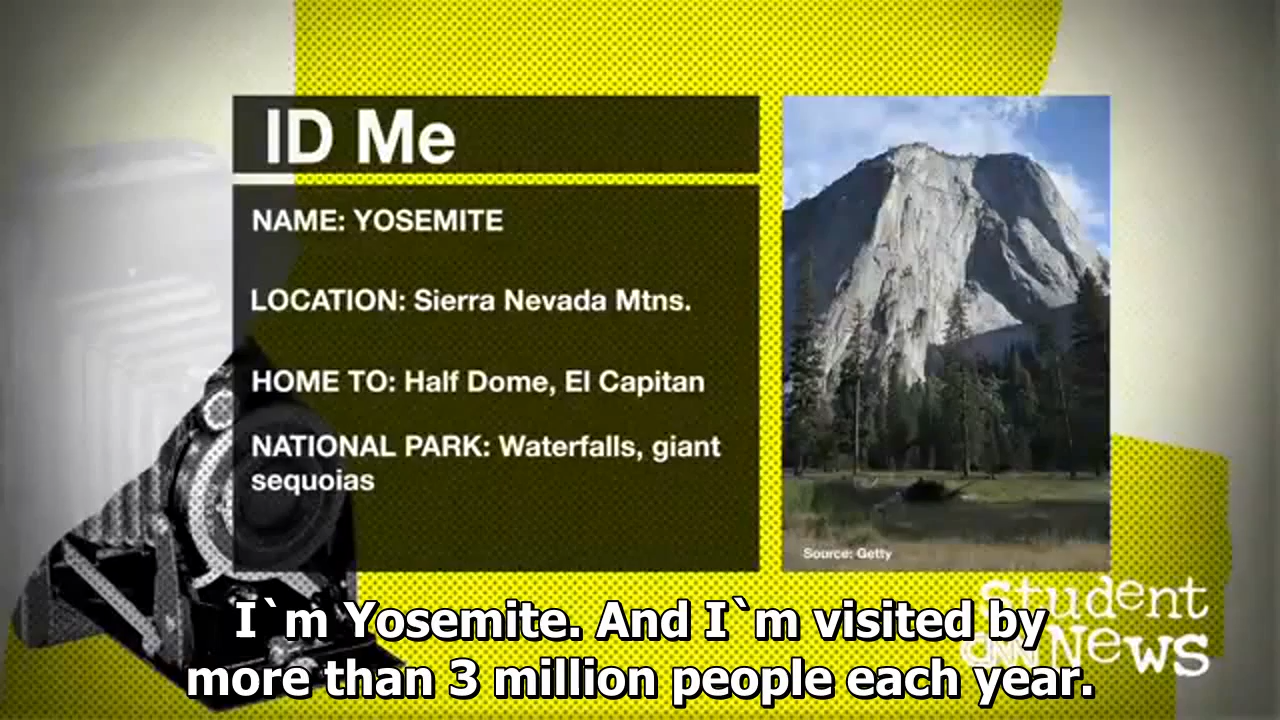 ID Me
NAME: YOSEMITE
LOCATION: Sierra Nevada Mtns.
HOME TO: Half Dome, El Capitan
NATIONAL PARK: Waterfalls, giant
sequoias
Source: Getty
Student
CNN News
I`m Yosemite. And I`m visited by
more than 3 million people each year.